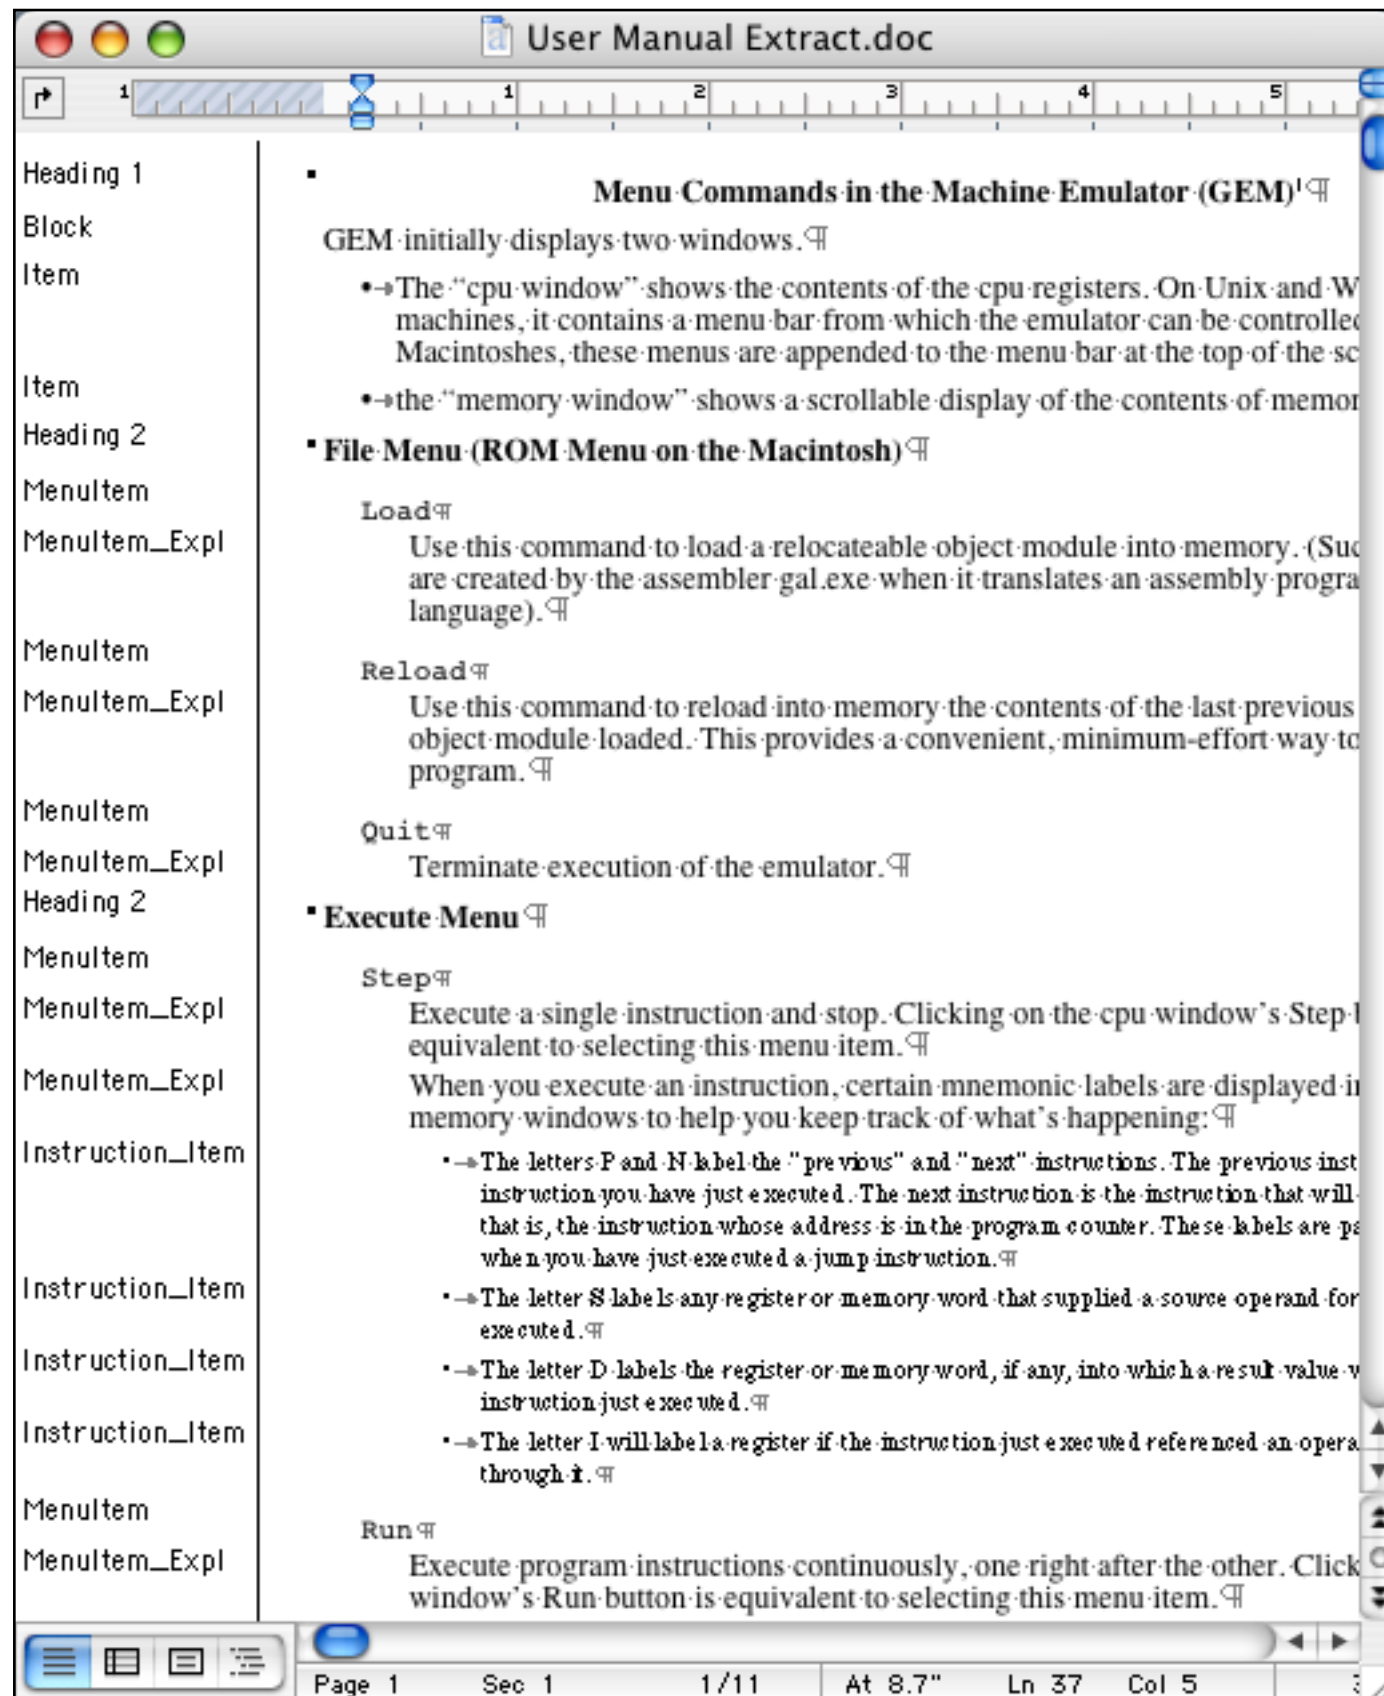 User Manual Extract.doc
1 1 2 3 4 5
Heading 1
Menu Commands in the Machine Emulator (GEM)¹¶
Block
GEM initially displays two windows.¶
Item
•The “cpu window” shows the contents of the cpu registers. On Unix and W
machines, it contains a menu bar from which the emulator can be controlled
Macintoshes, these menus are appended to the menu bar at the top of the sc
Item
•the “memory window” shows a scrollable display of the contents of memor
Heading 2
File Menu (ROM Menu on the Macintosh)¶
MenuItem
Load¶
MenuItem_Expl
Use this command to load a relocateable object module into memory. (Suc
are created by the assembler gal.exe when it translates an assembly progra
language).¶
MenuItem
Reload¶
MenuItem_Expl
Use this command to reload into memory the contents of the last previous
object module loaded. This provides a convenient, minimum-effort way to
program.¶
MenuItem
Quit¶
MenuItem_Expl
Terminate execution of the emulator.¶
Heading 2
Execute Menu¶
MenuItem
Step¶
MenuItem_Expl
Execute a single instruction and stop. Clicking on the cpu window’s Step
equivalent to selecting this menu item.¶
MenuItem_Expl
When you execute an instruction, certain mnemonic labels are displayed i
memory windows to help you keep track of what’s happening:¶
Instruction_Item
•The letters P and N label the "previous" and "next" instructions. The previous inst
instruction you have just executed. The next instruction is the instruction that will
that is, the instruction whose address is in the program counter. These labels are pa
when you have just executed a jump instruction.¶
Instruction_Item
•The letter S labels any register or memory word that supplied a source operand for
executed.¶
Instruction_Item
•The letter D labels the register or memory word, if any, into which a result value
instruction just executed.¶
Instruction_Item
•The letter I will label a register if the instruction just executed referenced an opera
through it.¶
MenuItem
Run¶
MenuItem_Expl
Execute program instructions continuously, one right after the other. Click
window’s Run button is equivalent to selecting this menu item.¶
Page 1 Sec 1 1/11 At 8.7" Ln 37 Col 5